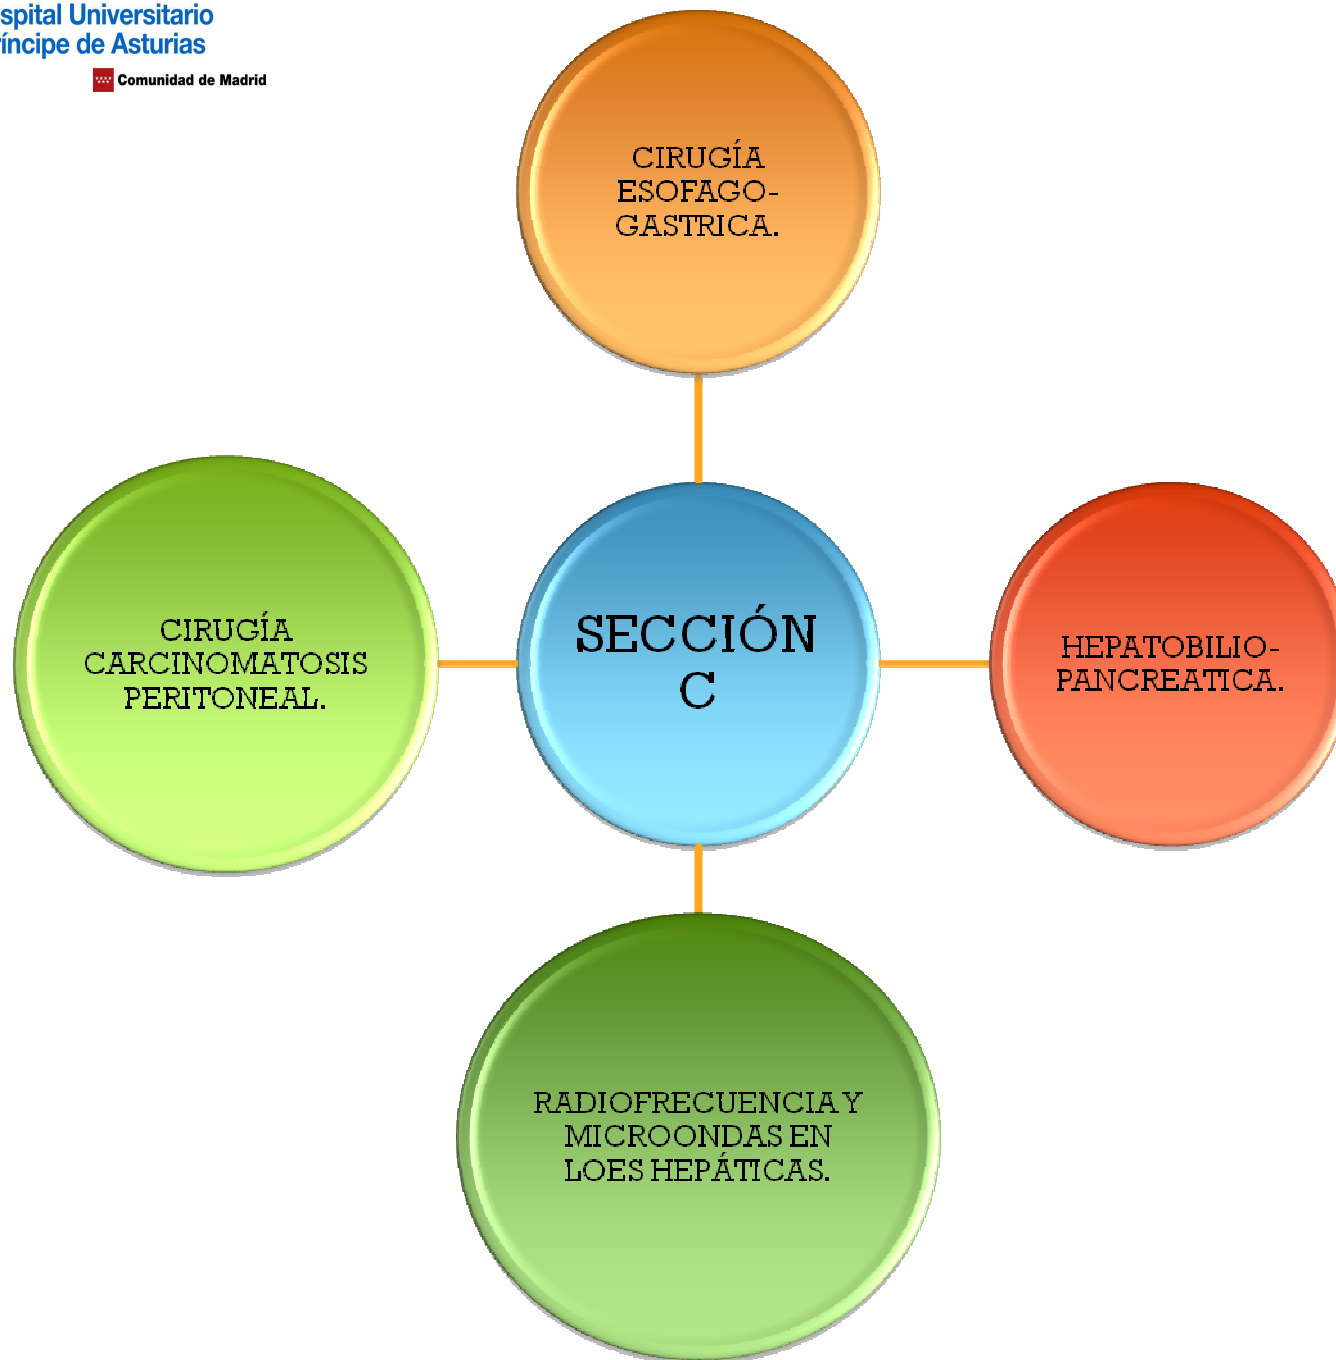 spital Universitario
ríncipe de Asturias
Comunidad de Madrid
CIRUGÍA
ESOFAGO-
GASTRICA.
CIRUGÍA
CARCINOMATOSIS
PERITONEAL.
SECCIÓN
C
HEPATOBILIO-
PANCREATICA.
RADIOFRECUENCIA Y
MICROONDAS EN
LOES HEPÁTICAS.